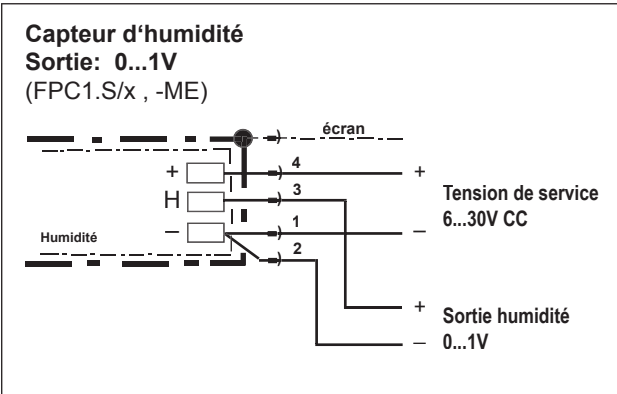 Capteur d‘humidité
Sortie: 0...1V
(FPC1.S/x , -ME)
écran
+ 4 +
H 3
Tension de service
6...30V CC
– 1 –
Humidité
2
+ Sortie humidité
– 0...1V